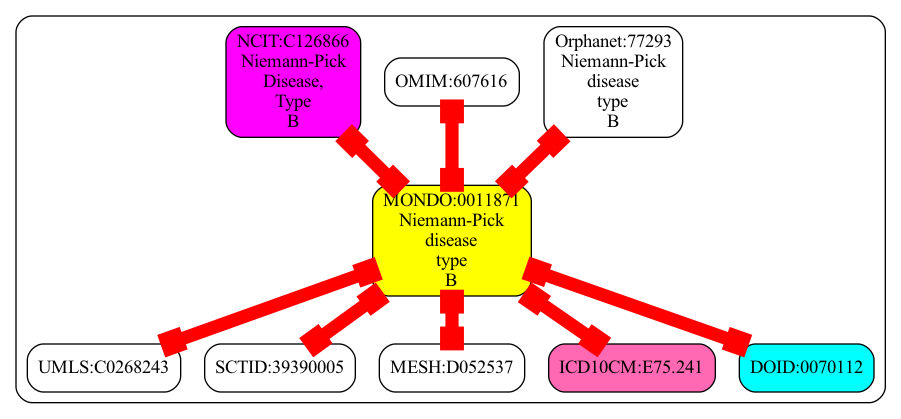 NCIT:C126866
Niemann-Pick
Disease,
Type
B
OMIM:607616
Orphanet:77293
Niemann-Pick
disease
type
B
MONDO:0011871
Niemann-Pick
disease
type
B
UMLS:C0268243
SCTID:39390005
MESH:D052537
ICD10CM:E75.241
DOID:0070112